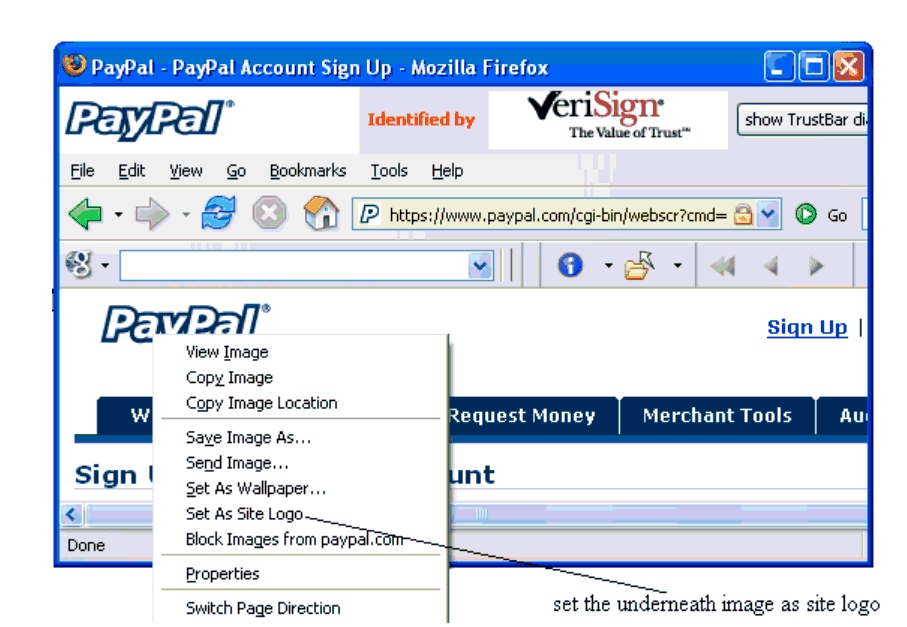 PayPal - PayPal Account Sign Up - Mozilla Firefox
PayPal®
Identified by
VeriSign®
The Value of Trust™
show TrustBar
File Edit View Go Bookmarks Tools Help
https://www.paypal.com/cgi-bin/webscr?cmd= Go
PayPal®
Sign Up |
View Image
Copy Image
Copy Image Location
W Request Money Merchant Tools Au
Save Image As...
Sign U unt
Send Image...
Set As Wallpaper...
Set As Site Logo
Block Images from paypal.com
Done
Properties
Switch Page Direction
set the underneath image as site logo